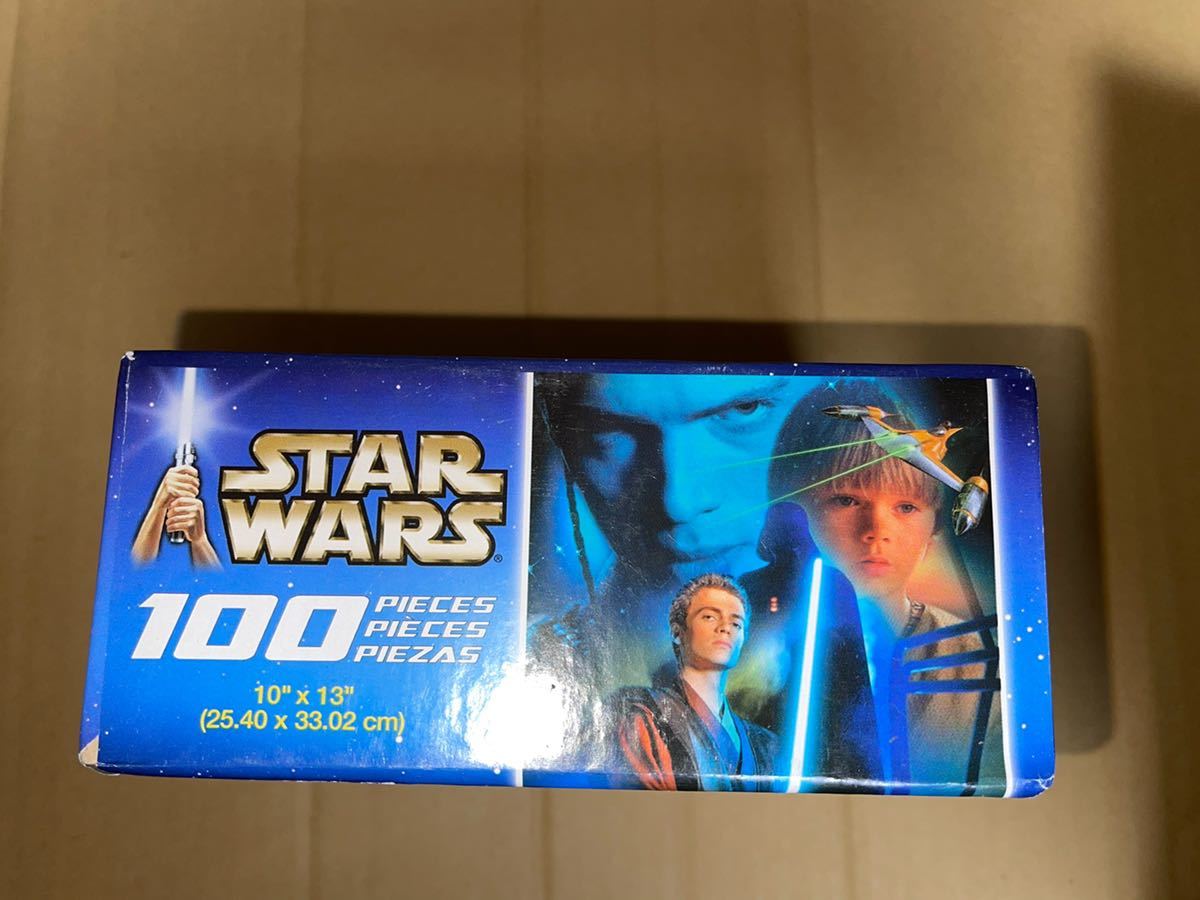 STAR
WARS®
100 PIECES
PIÈCES
PIEZAS
10" x 13"
(25.40 x 33.02 cm)